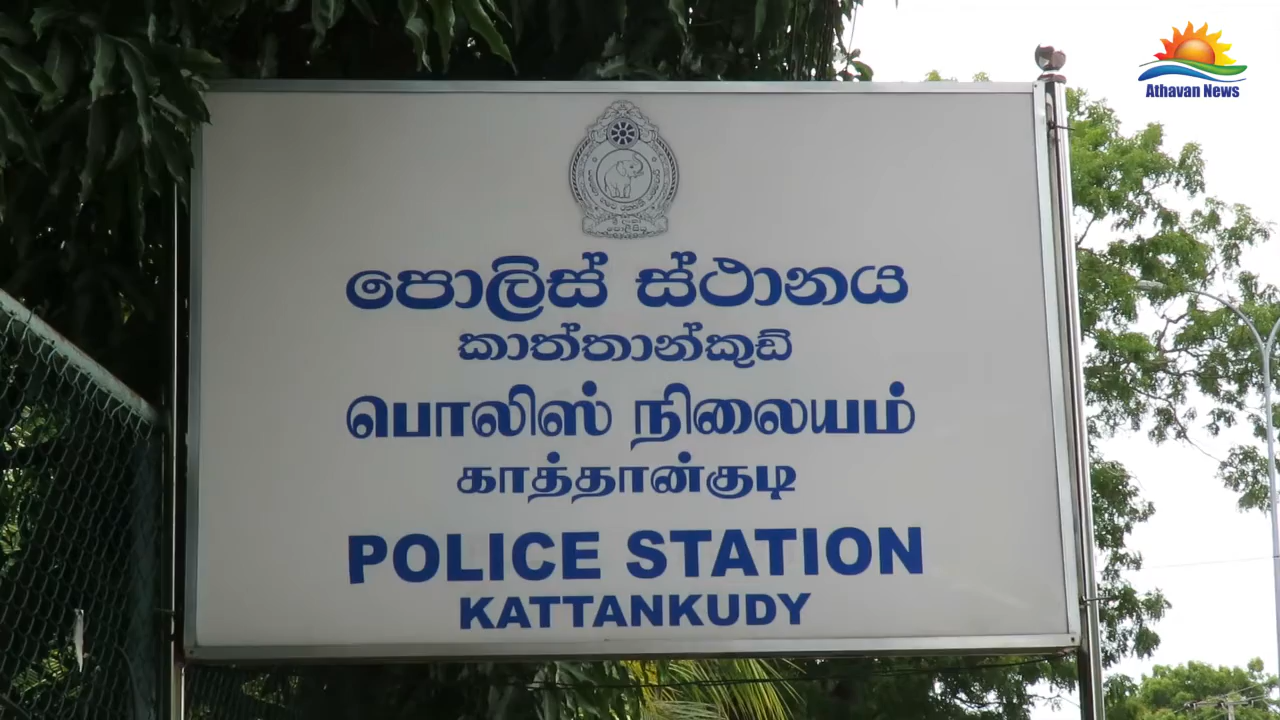 Athavan News
පොලිස් ස්ථානය
කාත්තාන්කුඩි
பொலிஸ் நிலையம்
காத்தான்குடி
POLICE STATION
KATTANKUDY